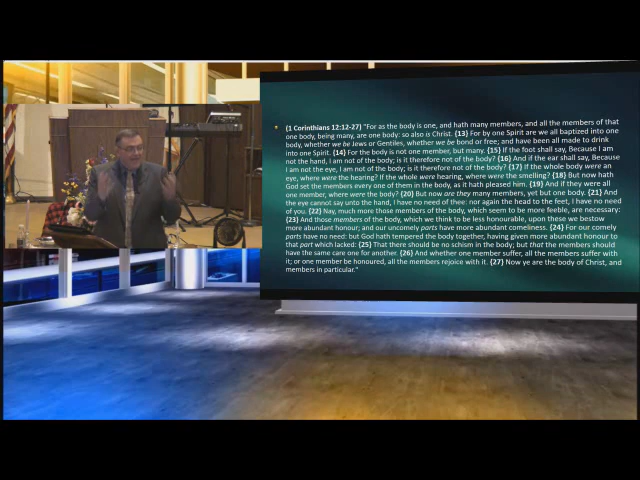 (1 Corinthians 12:12-27) "For as the body is one, and hath many members, and all the members of that
one body, being many, are one body: so also is Christ. {13} For by one Spirit are we all baptized into one
body, whether we be Jews or Gentiles, whether we be bond or free; and have been all made to drink
into one Spirit. {14} For the body is not one member, but many. {15} If the foot shall say, Because I am
not the hand, I am not of the body; is it therefore not of the body? {16} And if the ear shall say, Because
I am not the eye, I am not of the body; is it therefore not of the body? {17} If the whole body were an
eye, where were the hearing? If the whole were hearing, where were the smelling? {18} But now hath
God set the members every one of them in the body, as it hath pleased him. {19} And if they were all
one member, where were the body? {20} But now are they many members, yet but one body. {21} And
the eye cannot say unto the hand, I have no need of thee: nor again the head to the feet, I have no need
of you. {22} Nay, much more those members of the body, which seem to be more feeble, are necessary:
{23} And those members of the body, which we think to be less honourable, upon these we bestow
more abundant honour; and our uncomely parts have more abundant comeliness. {24} For our comely
parts have no need: but God hath tempered the body together, having given more abundant honour to
that part which lacked: {25} That there should be no schism in the body; but that the members should
have the same care one for another. {26} And whether one member suffer, all the members suffer with
it; or one member be honoured, all the members rejoice with it. {27} Now ye are the body of Christ, and
members in particular."